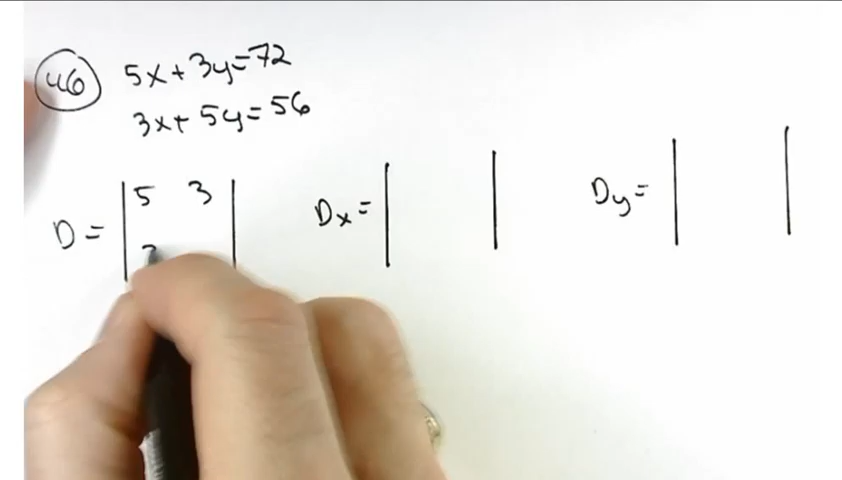 46 5x + 3y = 72
3x + 5y = 56
D = | 5 3 | Dx = | | Dy = | |